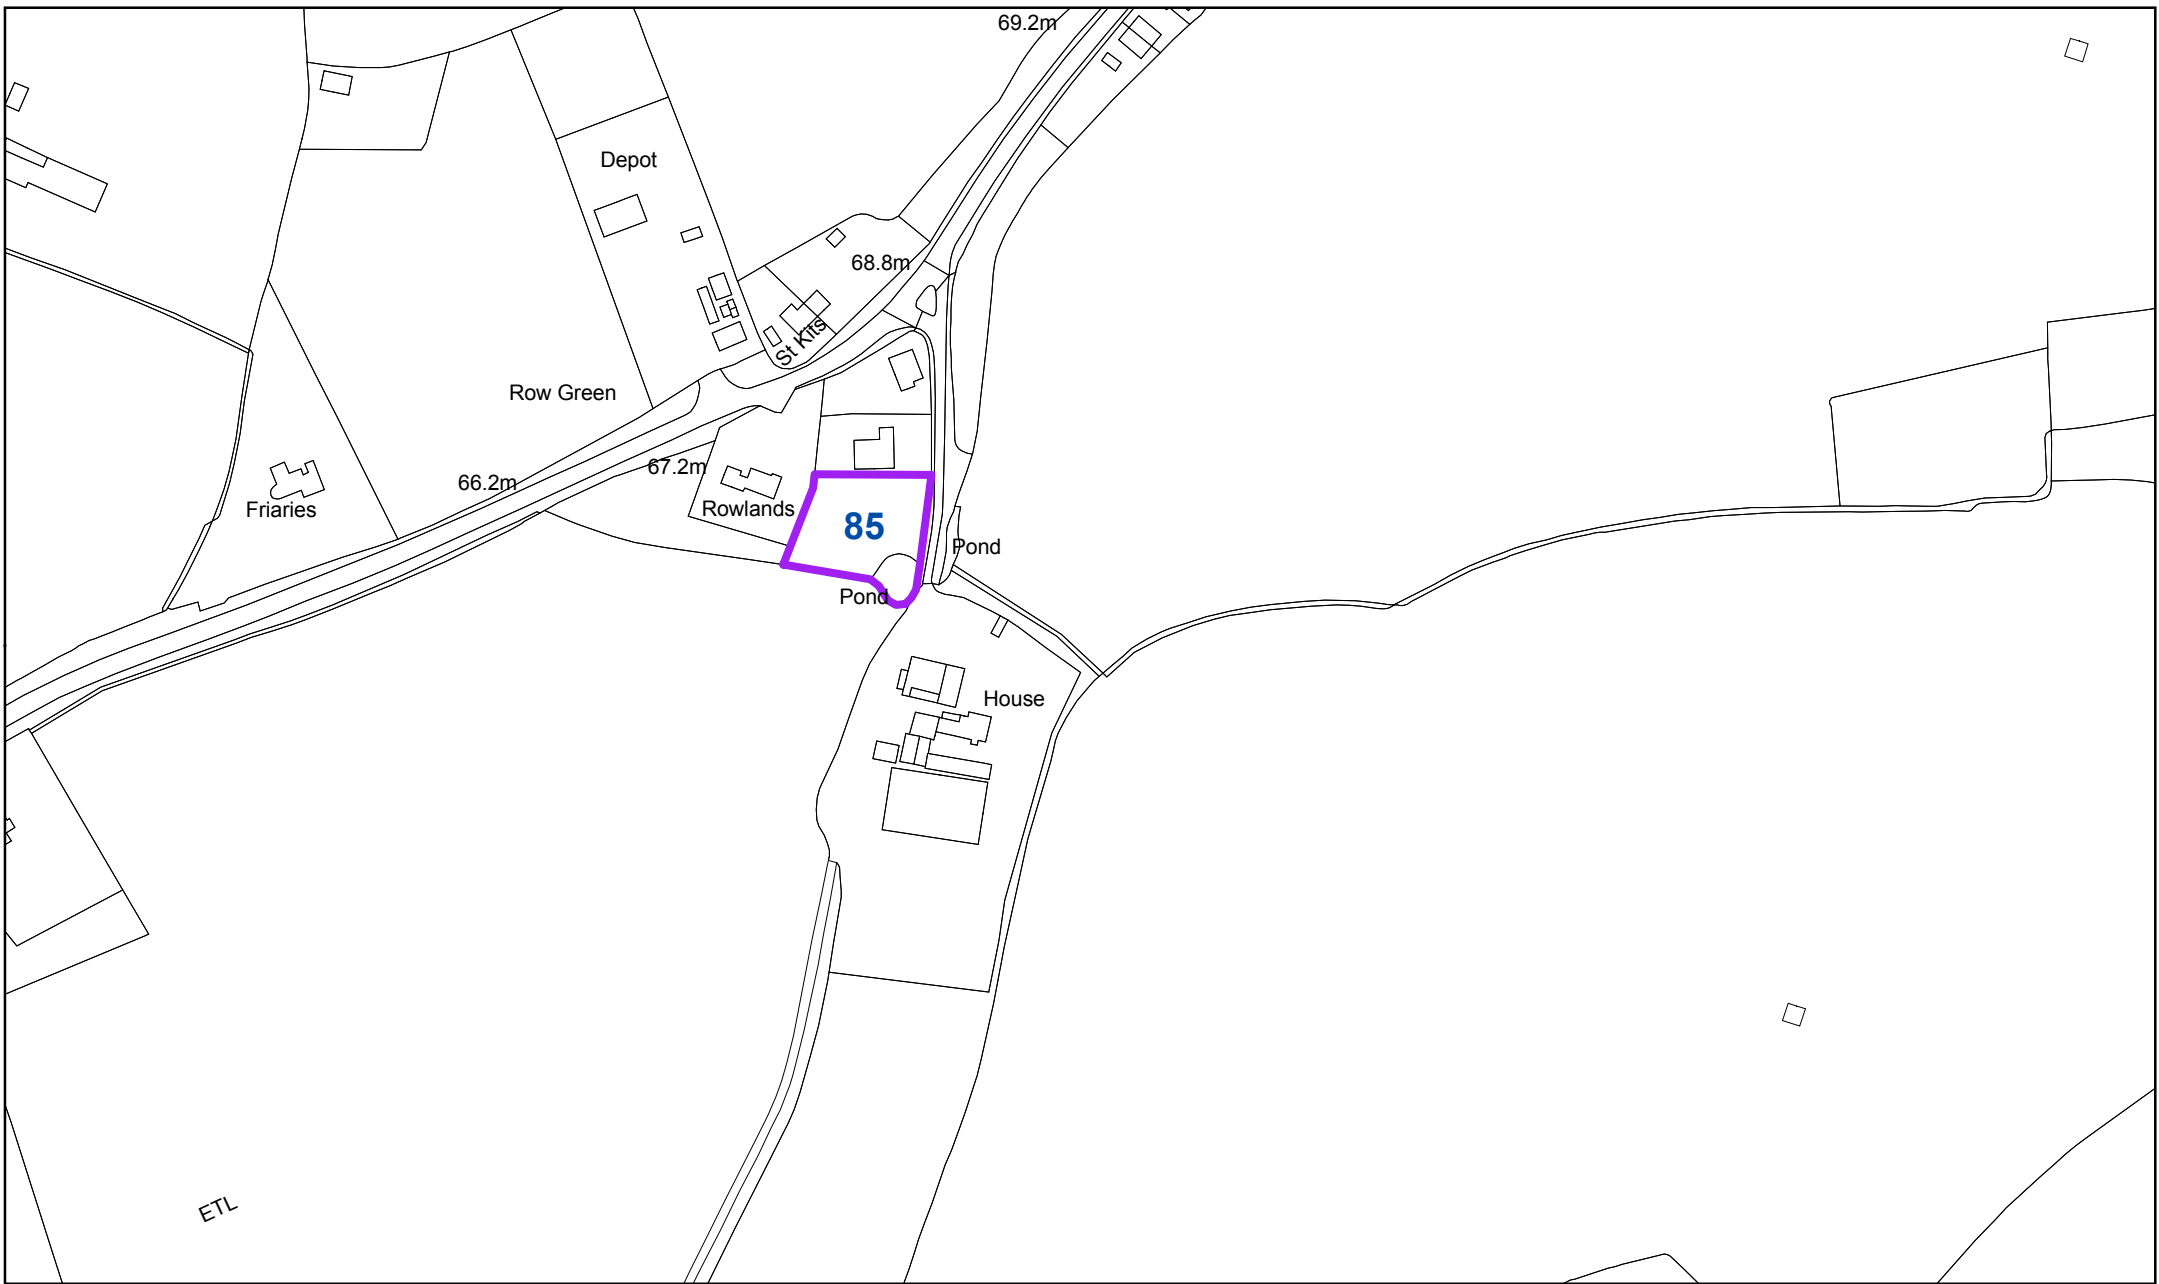 69.2m
Depot
68.8m
St Kits
Row Green
67.2m
66.2m
Friaries
Rowlands
85
Pond
Pond
House
ETL